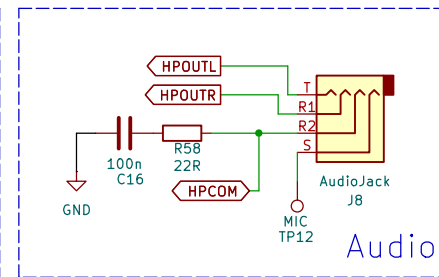 HPOUTL
HPOUTR
T
R1
R2
S
100n
C16
R58
22R
HPCOM
GND
MIC
TP12
AudioJack
J8
Audio